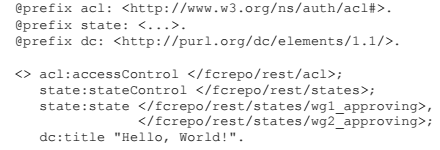 @prefix acl: <http://www.w3.org/ns/auth/acl#>.
@prefix state: <...>.
@prefix dc: <http://purl.org/dc/elements/1.1/>.

<> acl:accessControl </fcrepo/rest/acl>;
   state:stateControl </fcrepo/rest/states>;
   state:state </fcrepo/rest/states/wg1_approving>,
               </fcrepo/rest/states/wg2_approving>;
   dc:title "Hello, World!".